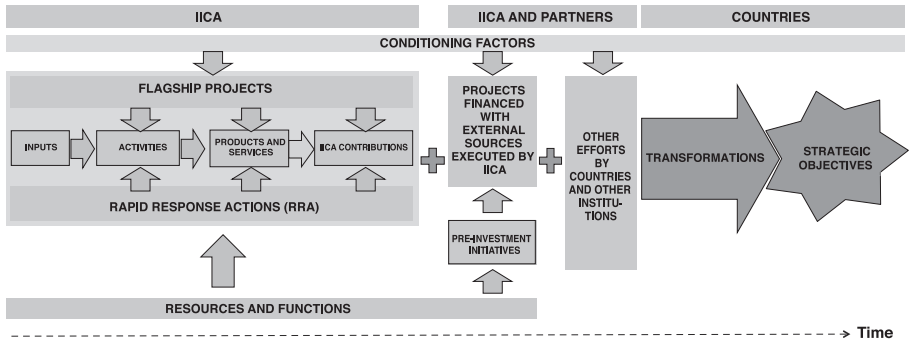 IICA
IICA AND PARTNERS
COUNTRIES
CONDITIONING FACTORS
FLAGSHIP PROJECTS
INPUTS
ACTIVITIES
PRODUCTS AND
SERVICES
IICA CONTRIBUTIONS
RAPID RESPONSE ACTIONS (RRA)
PROJECTS
FINANCED
WITH
EXTERNAL
SOURCES
EXECUTED BY
IICA
PRE-INVESTMENT
INITIATIVES
OTHER
EFFORTS
BY
COUNTRIES
AND OTHER
INSTITU-
TIONS
TRANSFORMATIONS
STRATEGIC
OBJECTIVES
RESOURCES AND FUNCTIONS
Time